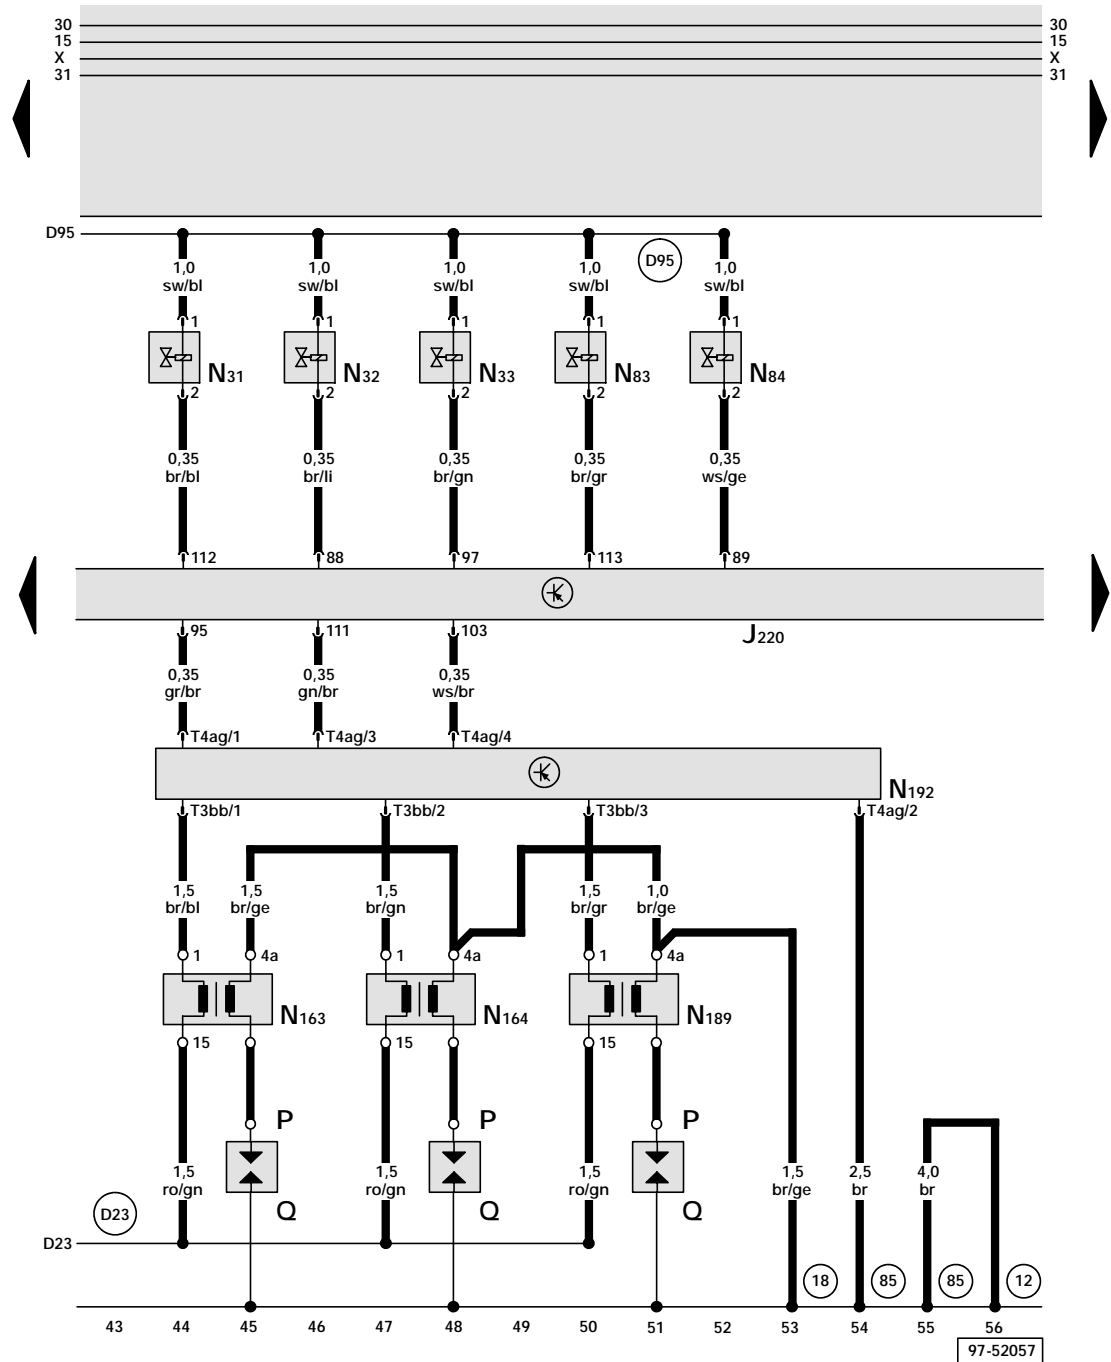 30 30
15 15
X X
31 31
D95
D95
1,0 1,0 1,0 1,0 1,0
sw/bl sw/bl sw/bl sw/bl sw/bl
1 1 1 1 1
N31 N32 N33 N83 N84
2 2 2 2 2
0,35 0,35 0,35 0,35 0,35
br/bl br/li br/gn br/gr ws/ge
112 88 97 113 89
95 111 103 J220
0,35 0,35 0,35
gr/br gn/br ws/br
T4ag/1 T4ag/3 T4ag/4
N192
T3bb/1 T3bb/2 T3bb/3 T4ag/2
1,5 1,5 1,5 1,5 1,0
br/bl br/ge br/gn br/gr br/ge
1 4a 1 4a 1 4a
N163 N164 N189
15 15 15
P P P
1,5 1,5 1,5 1,5 2,5 4,0
ro/gn ro/gn ro/gn br/ge br br
Q Q Q
D23
D23
18 85 85 12
43 44 45 46 47 48 49 50 51 52 53 54 55 56
97-52057